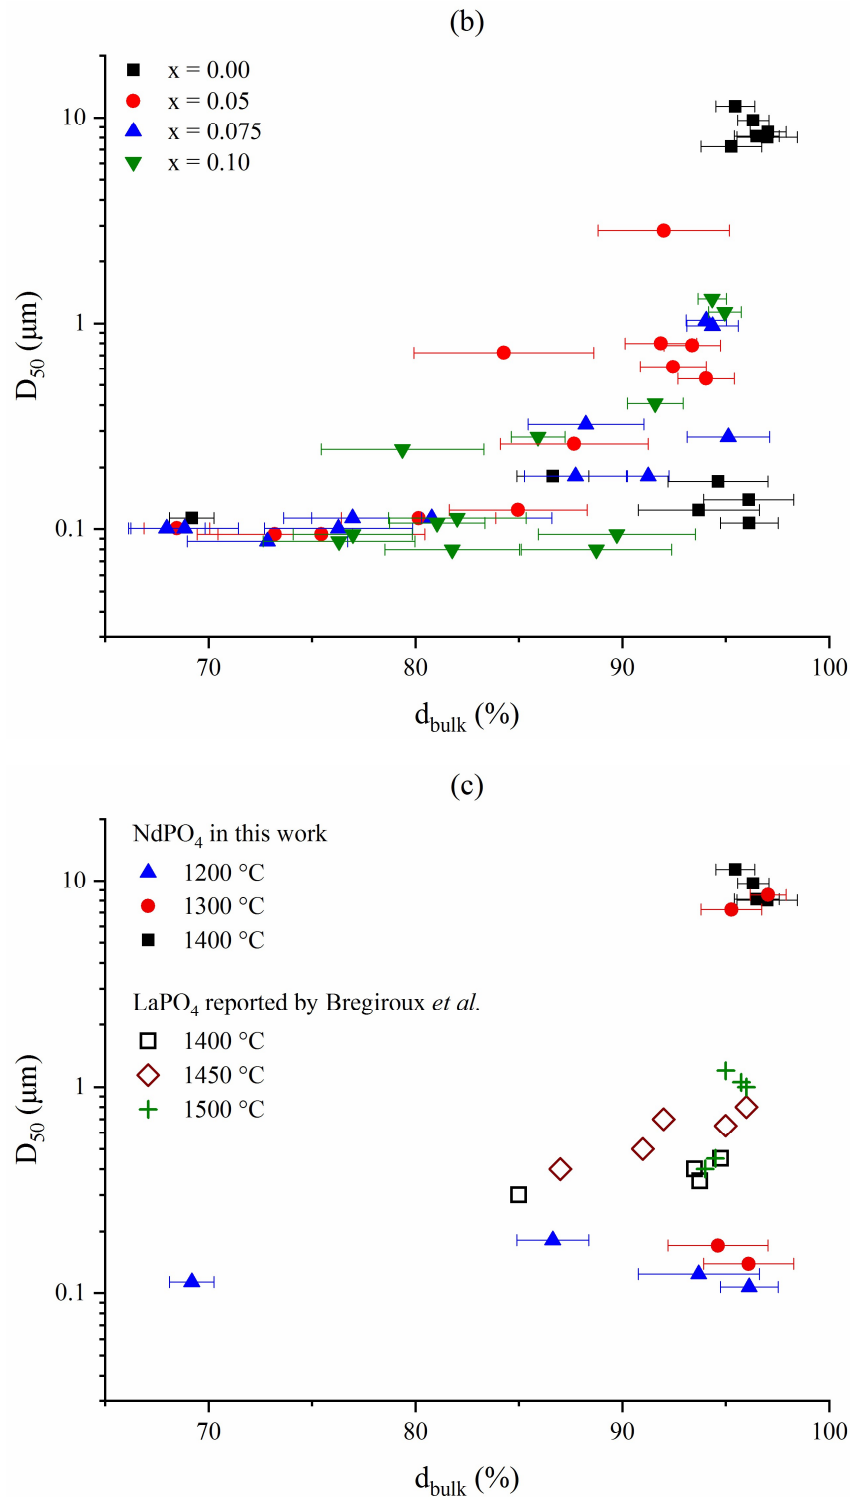 (b)
x = 0.00
x = 0.05
x = 0.075
x = 0.10
10
1
0.1
D₅₀ (μm)
70
80
90
100
d_bulk (%)
(c)
NdPO₄ in this work
1200 °C
1300 °C
1400 °C
LaPO₄ reported by Bregiroux et al.
1400 °C
1450 °C
1500 °C
10
1
0.1
D₅₀ (μm)
70
80
90
100
d_bulk (%)